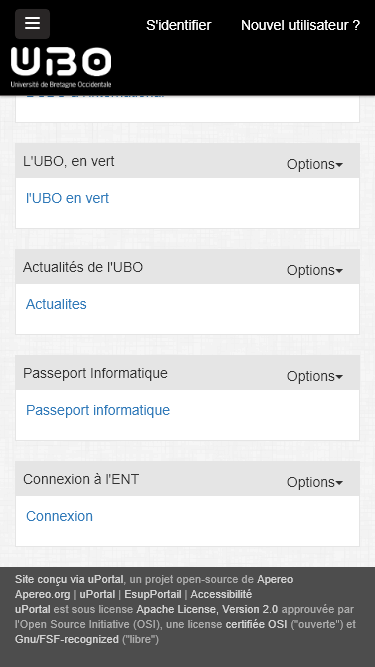 S'identifier Nouvel utilisateur ?
UBO
Université de Bretagne Occidentale
L'UBO, en vert Options
l'UBO en vert
Actualités de l'UBO Options
Actualites
Passeport Informatique Options
Passeport informatique
Connexion à l'ENT Options
Connexion
Site conçu via uPortal, un projet open-source de Apereo
Apereo.org | uPortal | EsupPortail | Accessibilité
uPortal est sous license Apache License, Version 2.0 approuvée par
l'Open Source Initiative (OSI), une license certifiée OSI ("ouverte") et
Gnu/FSF-recognized ("libre")